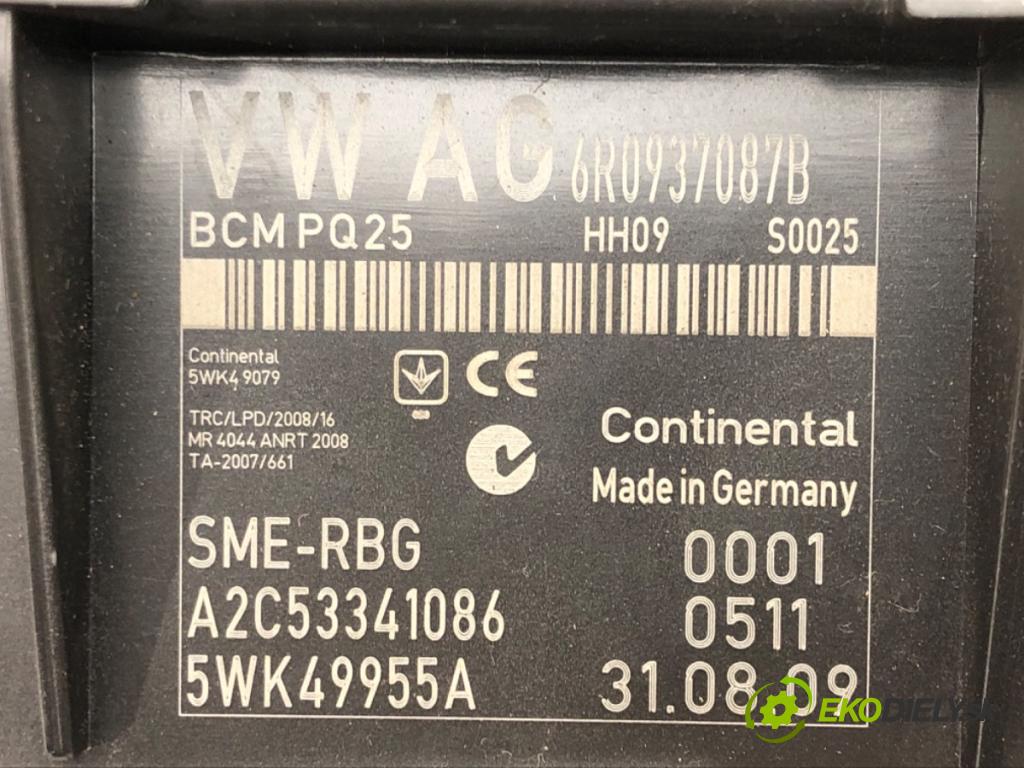 VW AG 6R0937087B
BCM PQ25 HH09 S0025
Continental
5WK4 9079
TRC/LPD/2008/16
MR 4044 ANRT 2008
TA-2007/661
CE
Continental
Made in Germany
SME-RBG 0001
A2C53341086 0511
5WK49955A 31.08.09
EKODIELY